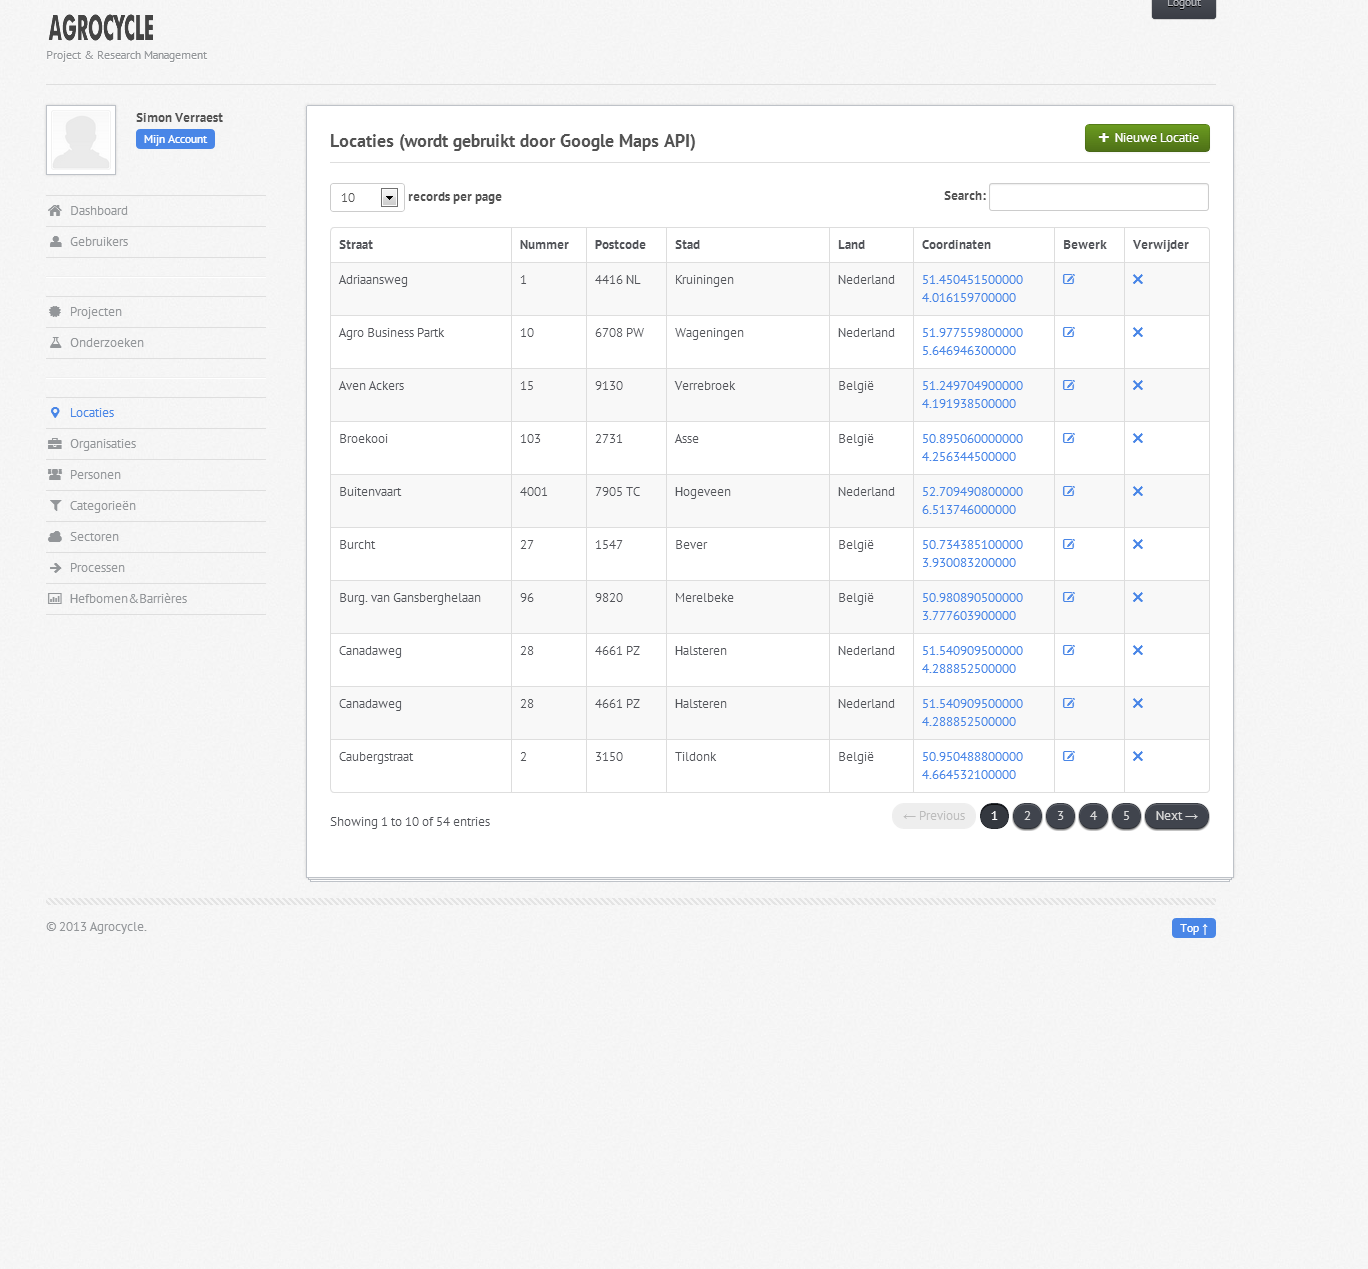 Logout
AGROCYCLE
Project & Research Management
Simon Verraest
Mijn Account
Dashboard
Gebruikers
Projecten
Onderzoeken
Locaties
Organisaties
Personen
Categorieën
Sectoren
Processen
Hefbomen&Barrières
Locaties (wordt gebruikt door Google Maps API)
+ Nieuwe Locatie
10 records per page
Search:
Straat Nummer Postcode Stad Land Coordinaten Bewerk Verwijder
Adriaansweg 1 4416 NL Kruiningen Nederland 51.450451500000
4.016159700000
Agro Business Partk 10 6708 PW Wageningen Nederland 51.977559800000
5.646946300000
Aven Ackers 15 9130 Verrebroek België 51.249704900000
4.191938500000
Broekooi 103 2731 Asse België 50.895060000000
4.256344500000
Buitenvaart 4001 7905 TC Hogeveen Nederland 52.709490800000
6.513746000000
Burcht 27 1547 Bever België 50.734385100000
3.930083200000
Burg. van Gansberghelaan 96 9820 Merelbeke België 50.980890500000
3.777603900000
Canadaweg 28 4661 PZ Halsteren Nederland 51.540909500000
4.288852500000
Canadaweg 28 4661 PZ Halsteren Nederland 51.540909500000
4.288852500000
Caubergstraat 2 3150 Tildonk België 50.950488800000
4.664532100000
Showing 1 to 10 of 54 entries
← Previous 1 2 3 4 5 Next →
© 2013 Agrocycle.
Top ↑